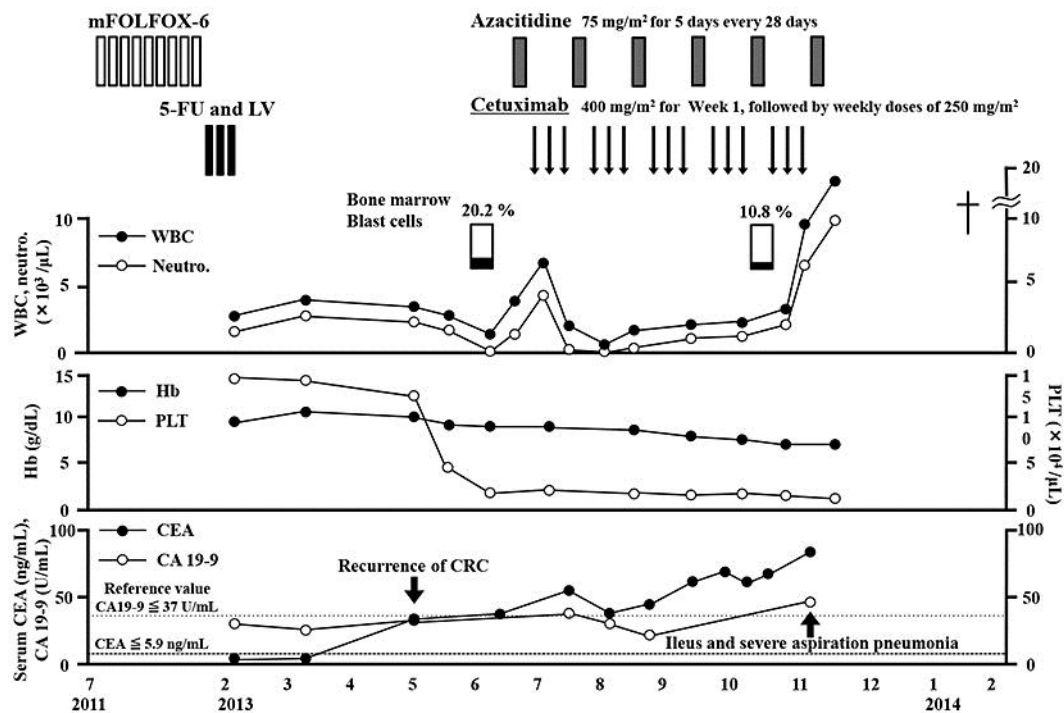 mFOLFOX-6
5-FU and LV
Azacitidine 75 mg/m² for 5 days every 28 days
Cetuximab 400 mg/m² for Week 1, followed by weekly doses of 250 mg/m²
Bone marrow
Blast cells
20.2 %
10.8 %
WBC, neutro.
(×10³ /μL)
10
5
0
WBC
Neutro.
20
10
5
0
Hb (g/dL)
15
10
5
0
Hb
PLT
1
5
1
0
5
0
PLT (×10⁴/μL)
Serum CEA (ng/mL),
CA 19-9 (U/mL)
100
50
0
CEA
CA 19-9
Reference value
CA19-9 ≦ 37 U/mL
CEA ≦ 5.9 ng/mL
Recurrence of CRC
Ileus and severe aspiration pneumonia
100
50
0
7 2 3 4 5 6 7 8 9 10 11 12 1 2
2011 2013 2014